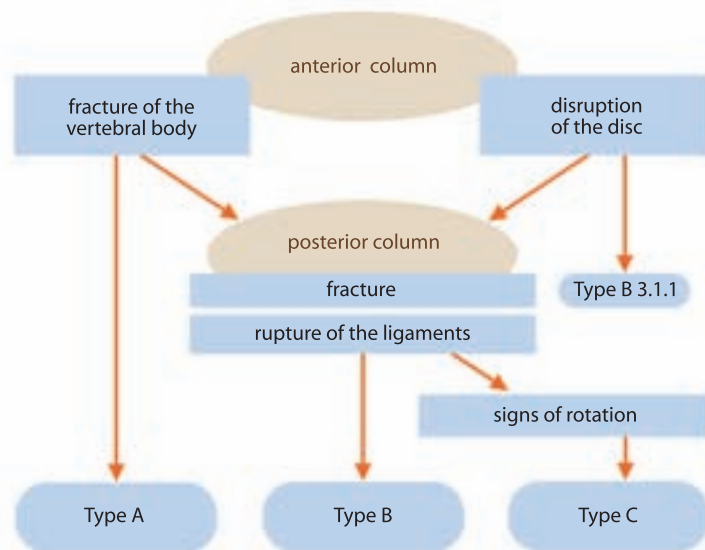 anterior column
fracture of the
vertebral body
disruption
of the disc
posterior column
fracture
Type B 3.1.1
rupture of the ligaments
signs of rotation
Type A
Type B
Type C